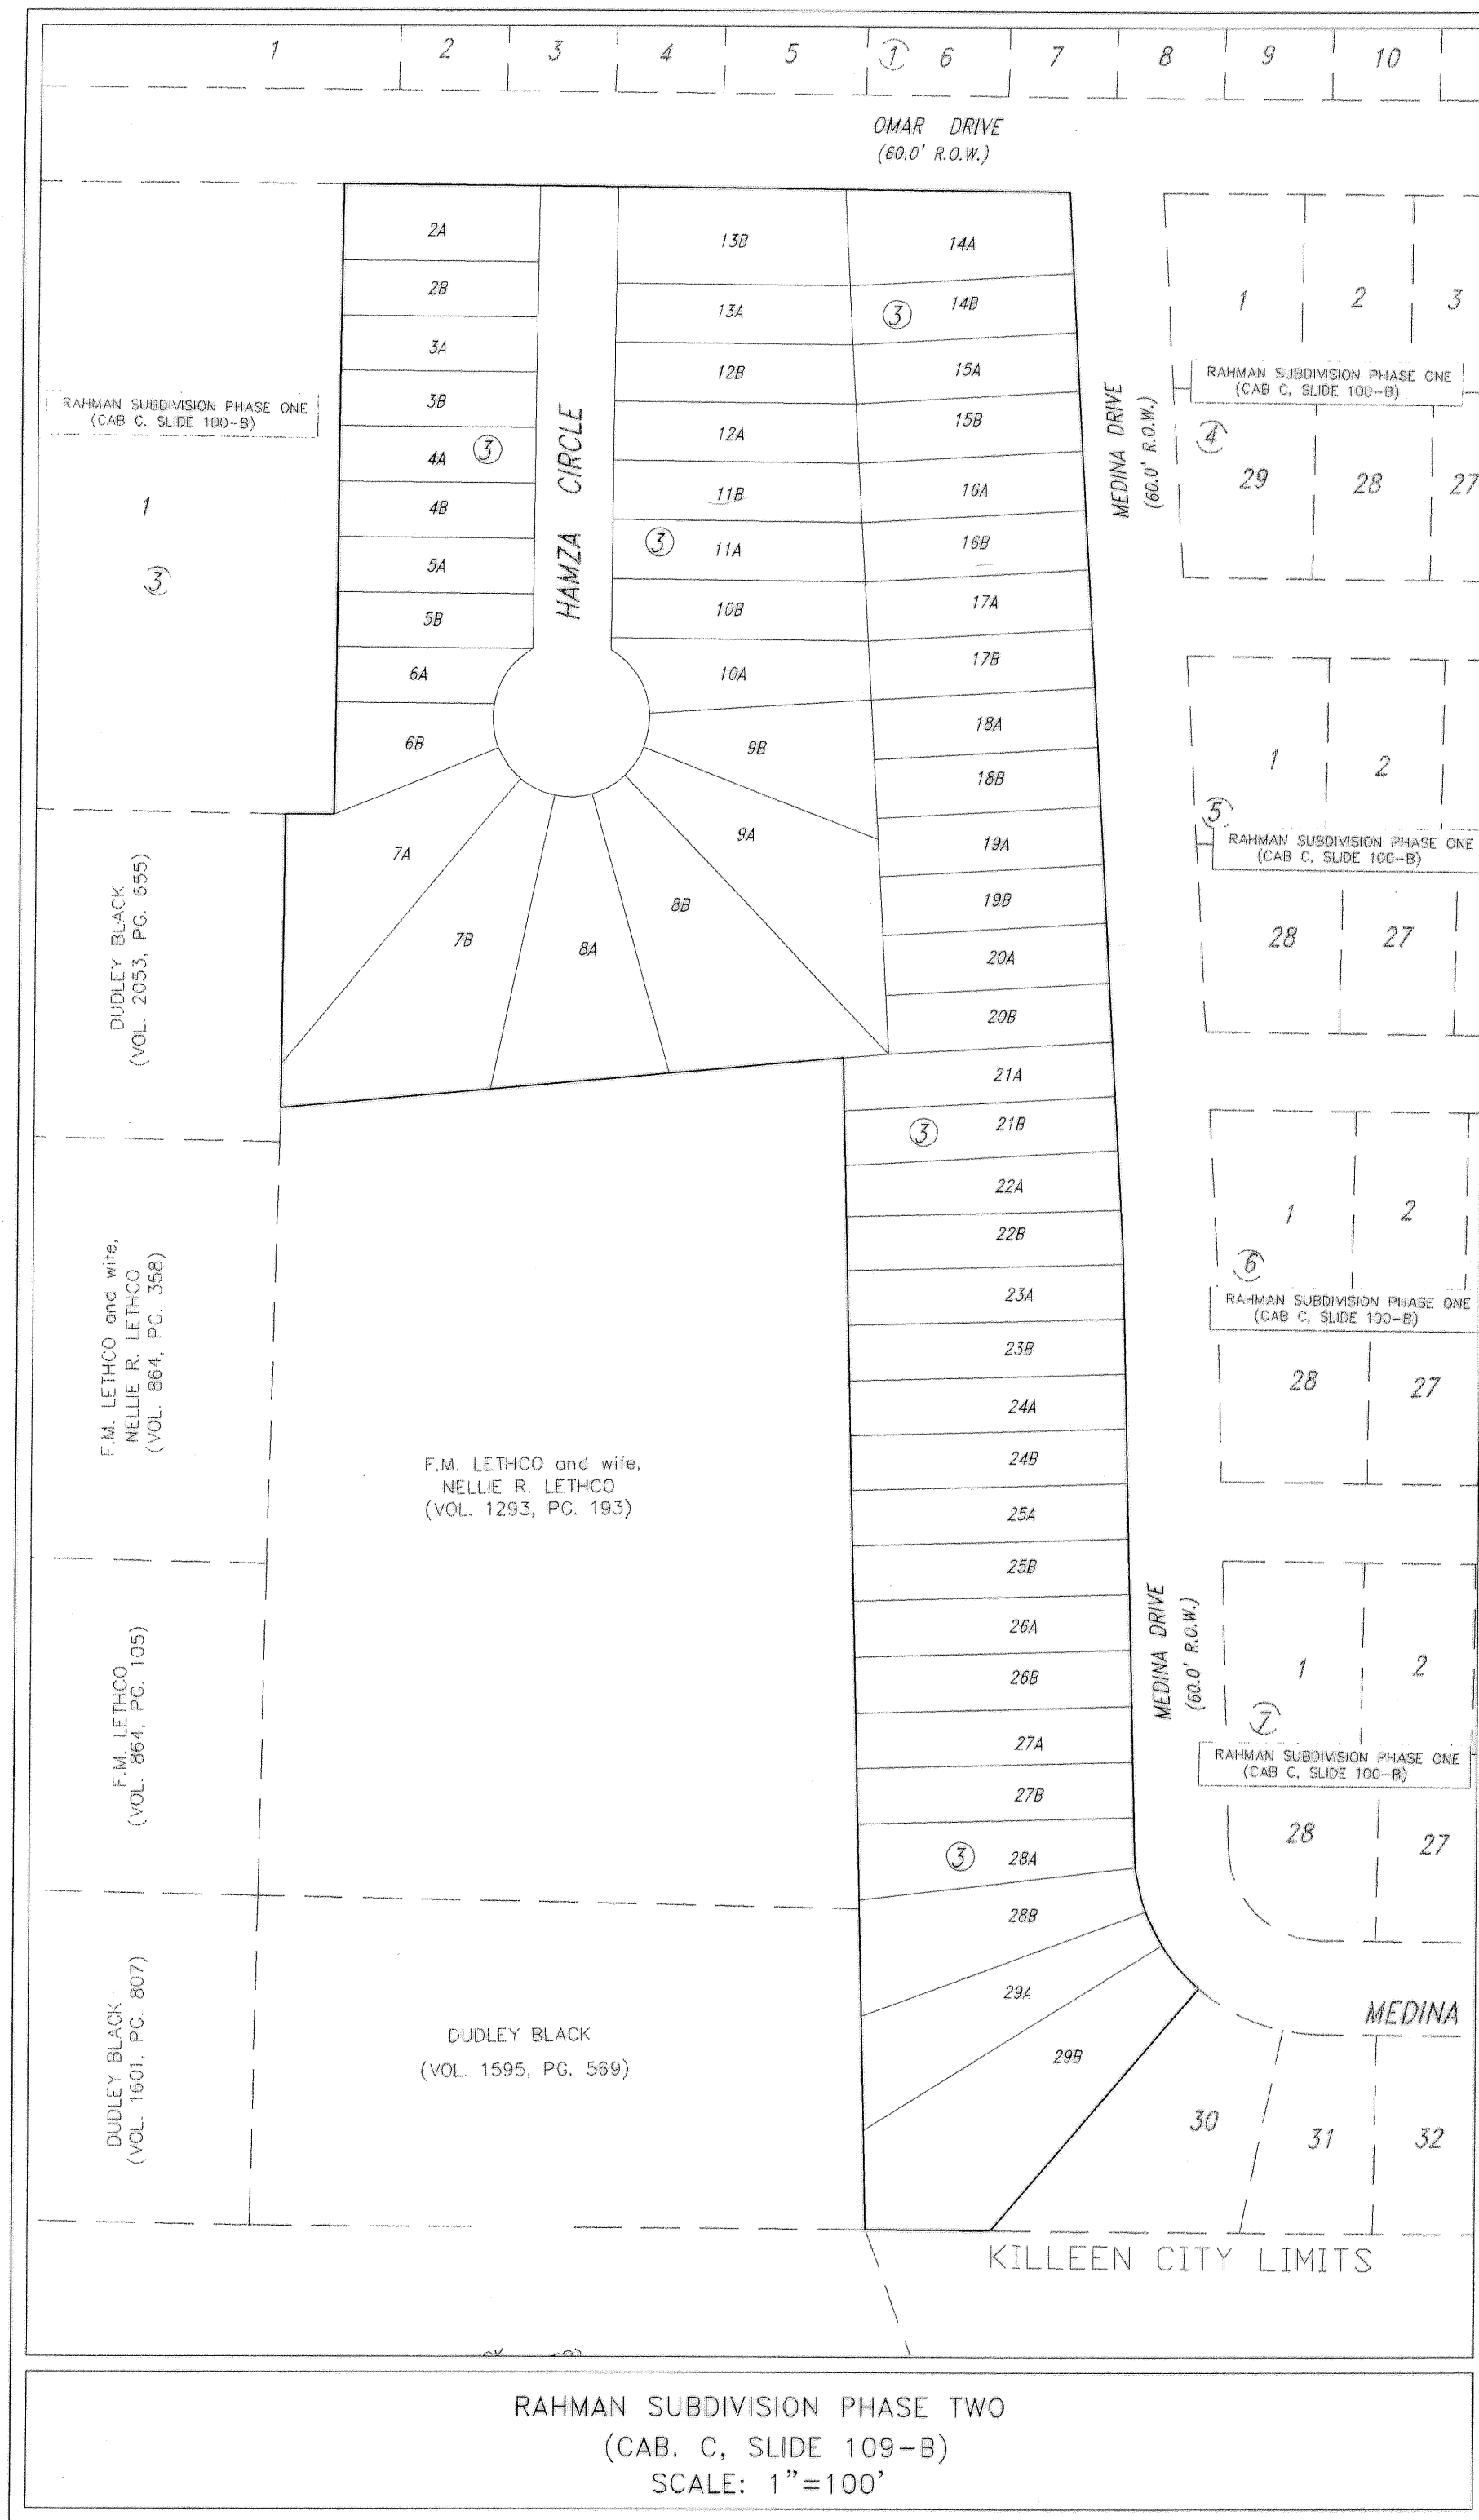 1 2 3 4 5 1 6 7 8 9 10
OMAR DRIVE
(60.0' R.O.W.)
2A
2B
3A
3B
3
4A
4B
5A
5B
6A
6B
7A
7B
8A
8B
9A
9B
10A
10B
11A
3
11B
12A
12B
13A
13B
HAMZA CIRCLE
14A
14B
3
15A
15B
16A
16B
17A
17B
18A
18B
19A
19B
20A
20B
21A
21B
3
22A
22B
23A
23B
24A
24B
25A
25B
26A
26B
27A
27B
28A
3
28B
29A
29B
RAHMAN SUBDIVISION PHASE ONE
(CAB C. SLIDE 100-B)
1
3
DUDLEY BLACK
(VOL. 2053, PG. 655)
F.M. LETHCO and wife,
NELLIE R. LETHCO
(VOL. 864, PG. 358)
F.M. LETHCO
(VOL. 864, PG. 105)
DUDLEY BLACK
(VOL. 1601, PG. 807)
F.M. LETHCO and wife,
NELLIE R. LETHCO
(VOL. 1293, PG. 193)
DUDLEY BLACK
(VOL. 1595, PG. 569)
MEDINA DRIVE
(60.0' R.O.W.)
1 2 3
RAHMAN SUBDIVISION PHASE ONE
(CAB C, SLIDE 100-B)
4
29 28 27
1 2
5
RAHMAN SUBDIVISION PHASE ONE
(CAB C, SLIDE 100-B)
28 27
1 2
6
RAHMAN SUBDIVISION PHASE ONE
(CAB C, SLIDE 100-B)
28 27
MEDINA DRIVE
(60.0' R.O.W.)
1 2
7
RAHMAN SUBDIVISION PHASE ONE
(CAB C, SLIDE 100-B)
28 27
MEDINA
30 31 32
KILLEEN CITY LIMITS
RAHMAN SUBDIVISION PHASE TWO
(CAB. C, SLIDE 109-B)
SCALE: 1"=100'